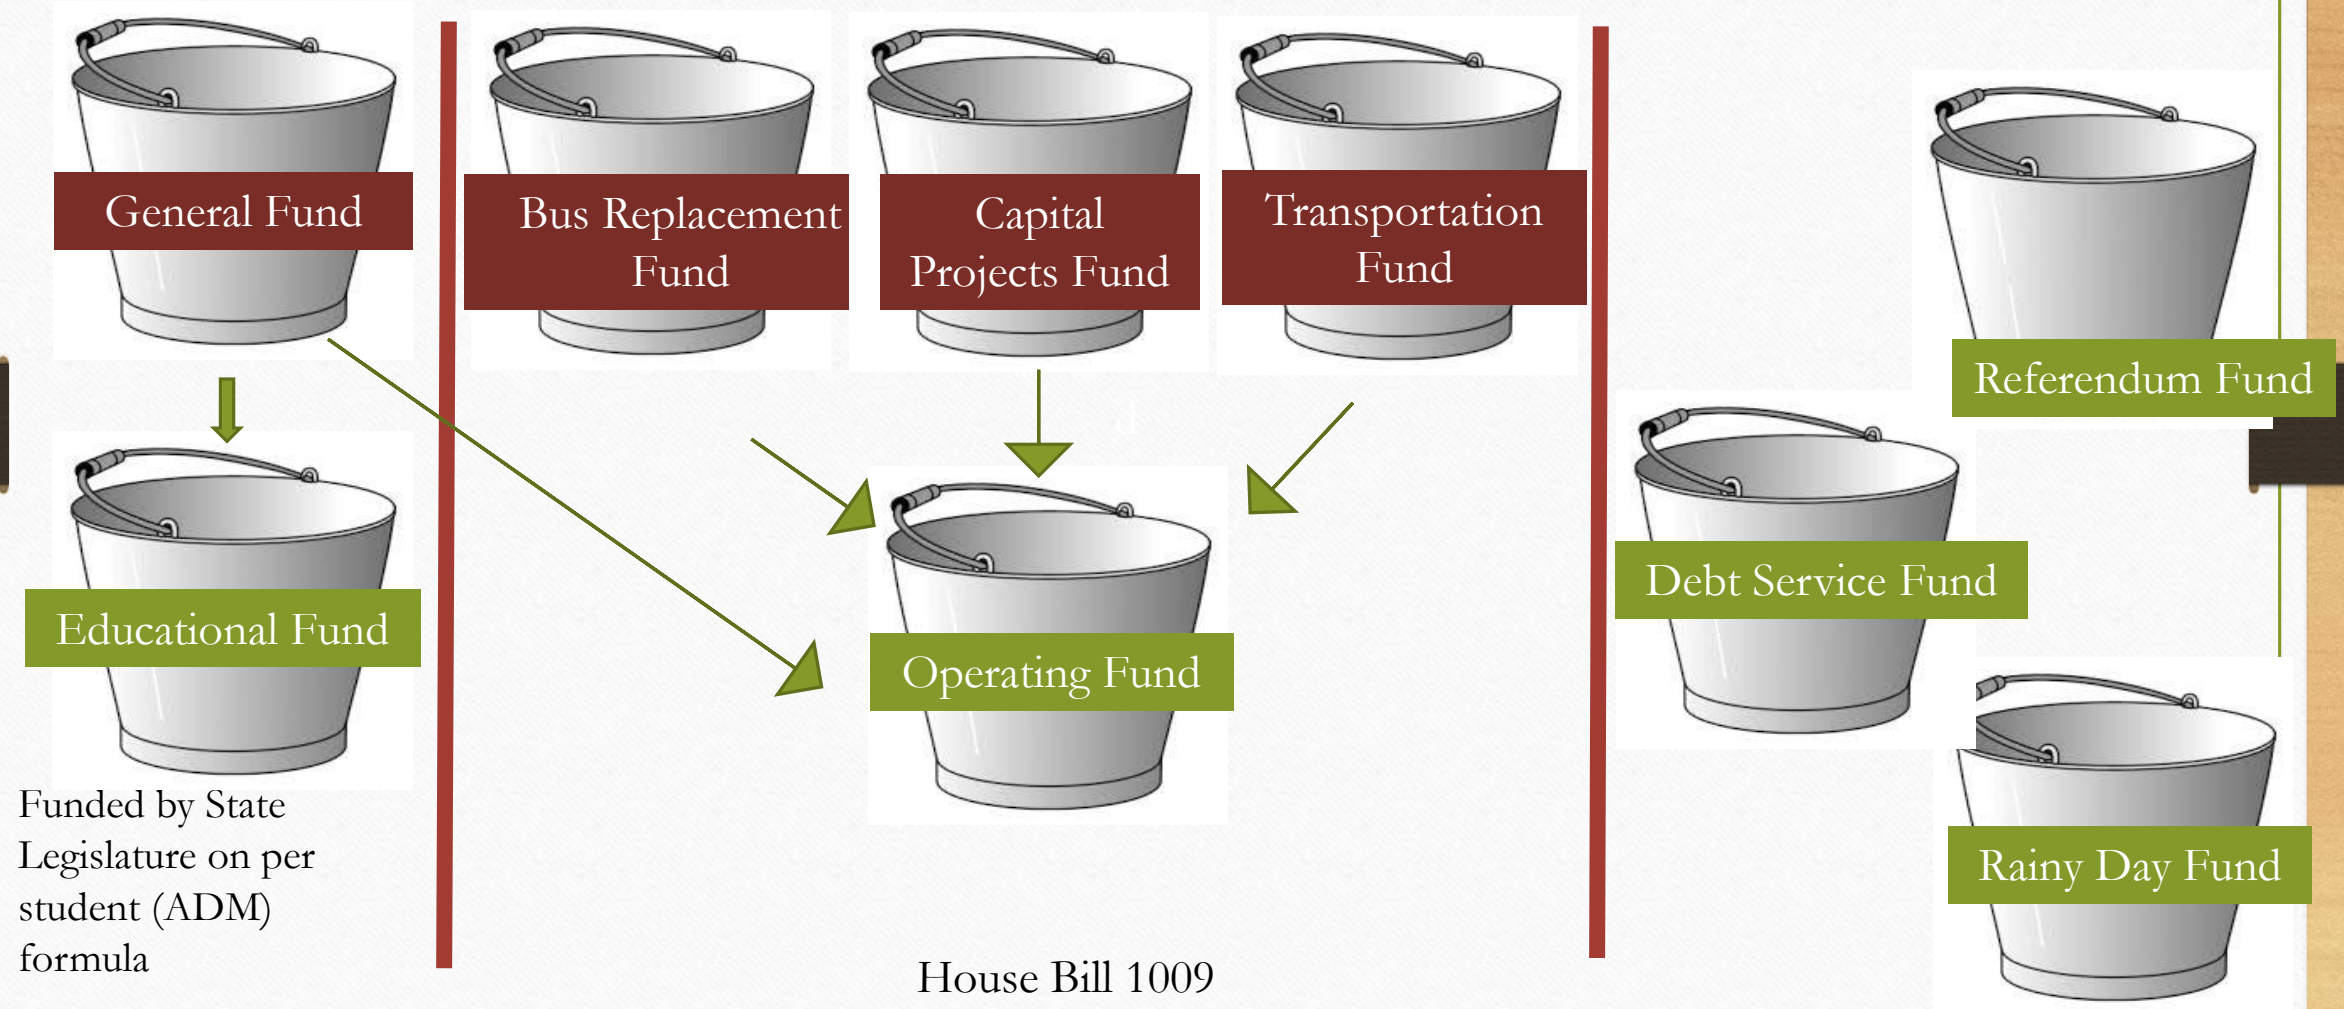 General Fund
Bus Replacement
Fund
Capital
Projects Fund
Transportation
Fund
Referendum Fund
Debt Service Fund
Educational Fund
Operating Fund
Rainy Day Fund
Funded by State
Legislature on per
student (ADM)
formula
House Bill 1009